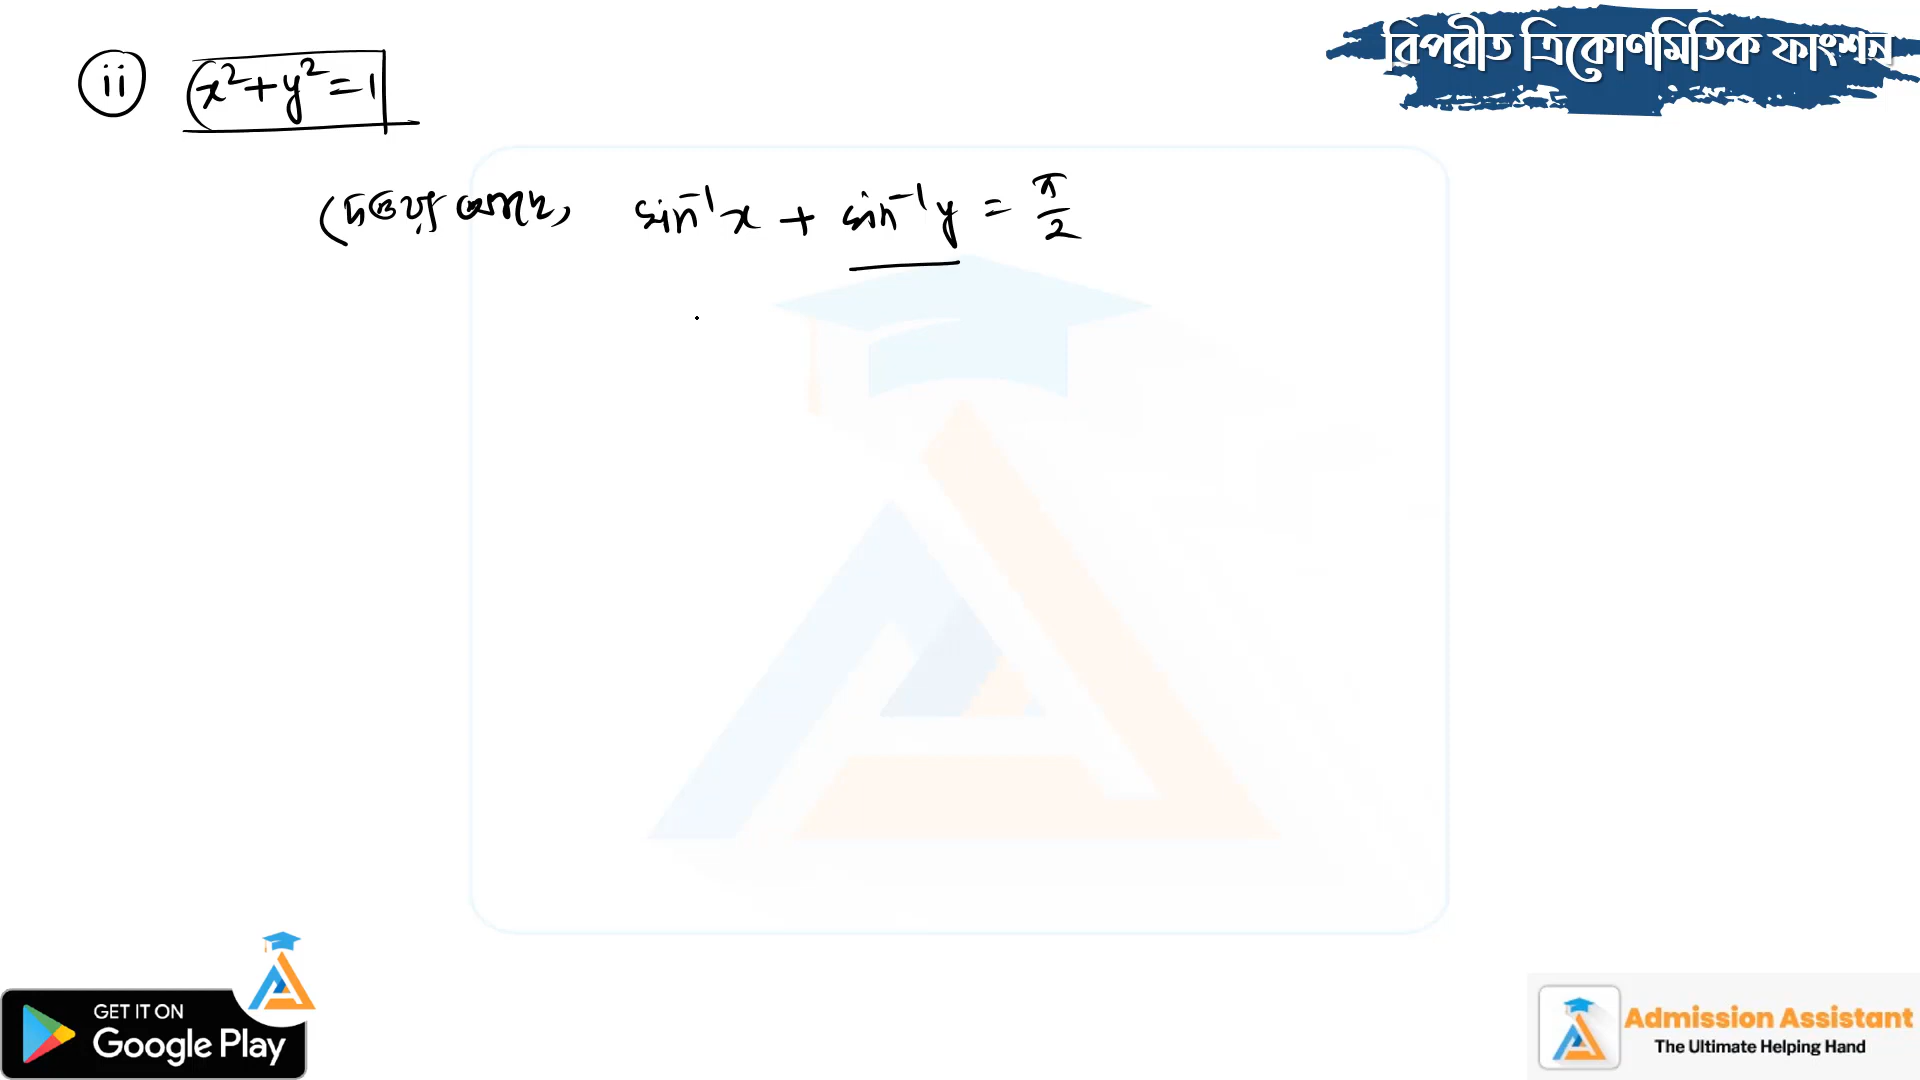 বিপরীত ত্রিকোণমিতিক ফাংশন
ii x² + y² = 1
দেওয়া আছে, sin⁻¹x + sin⁻¹y = π/2
GET IT ON
Google Play
Admission Assistant
The Ultimate Helping Hand